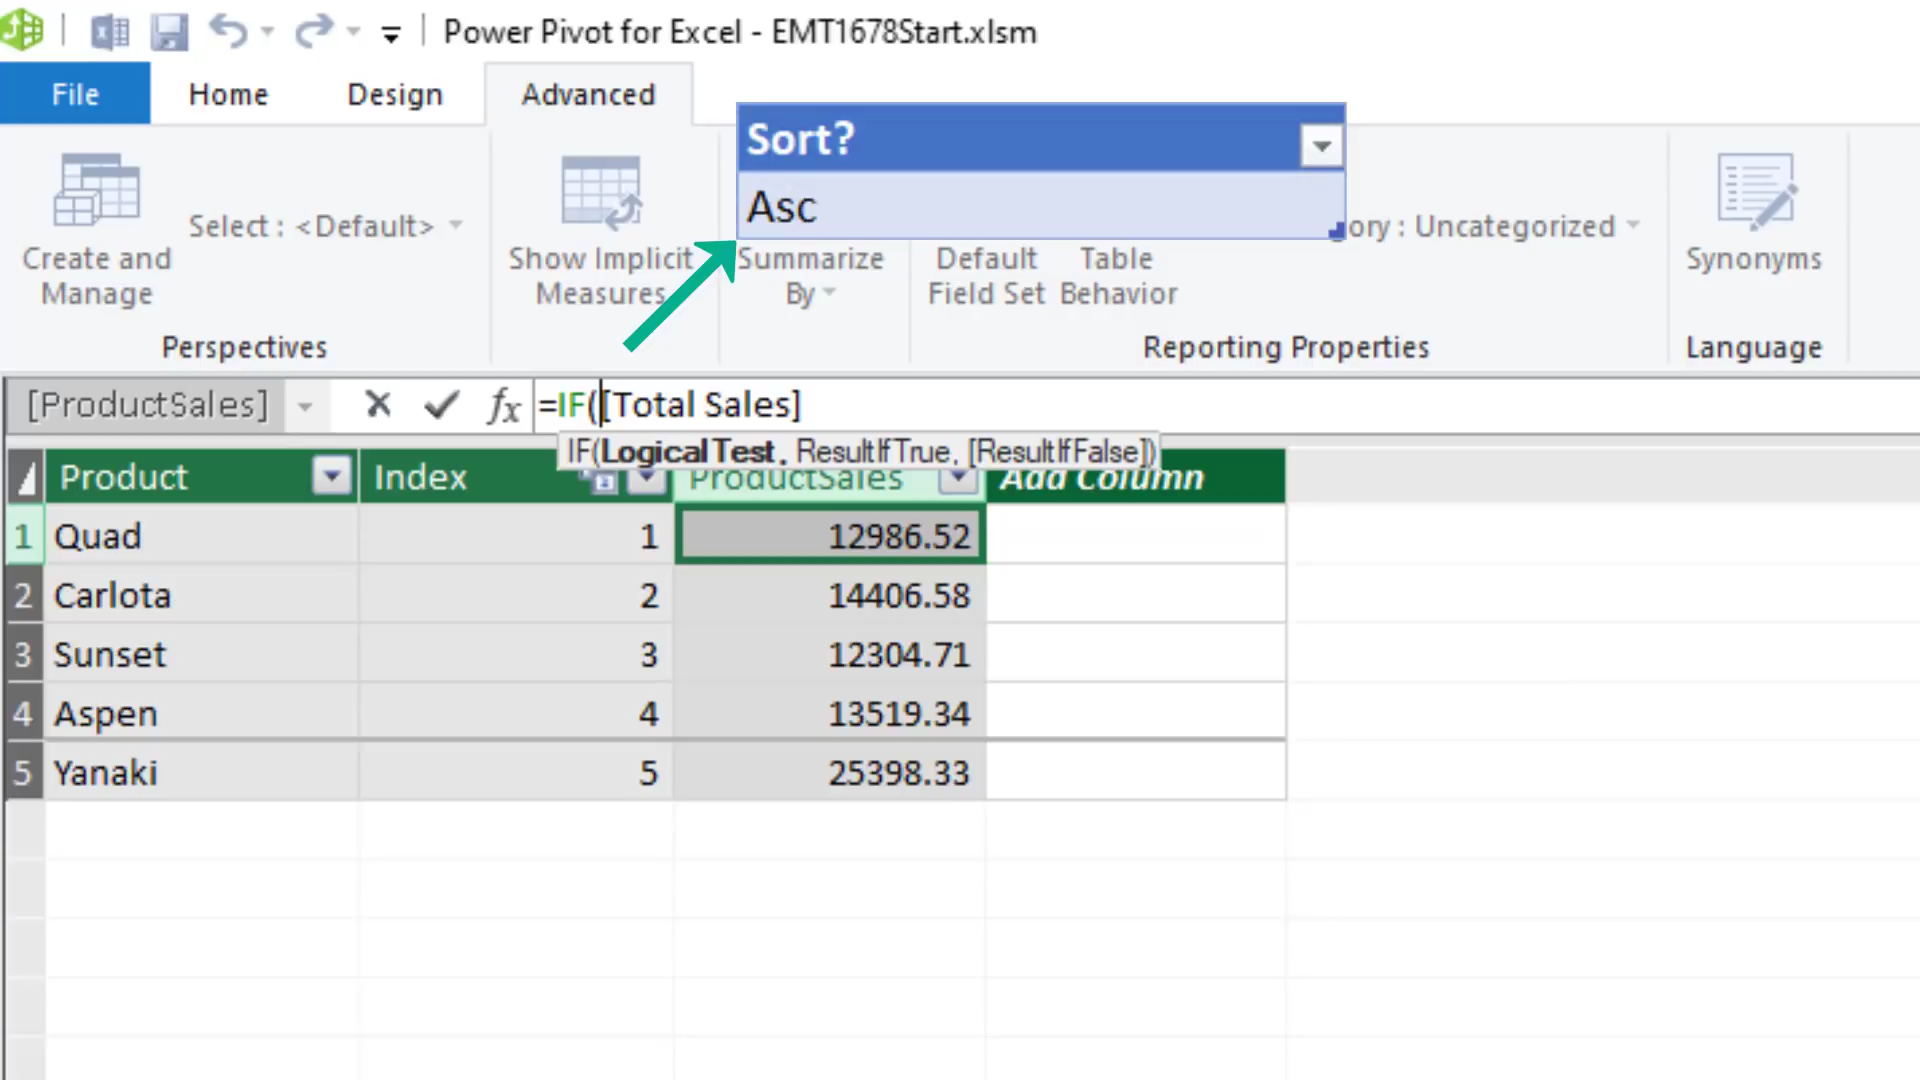 Power Pivot for Excel - EMT1678Start.xlsm
File Home Design Advanced
Sort?
Asc
Select : <Default>
ory : Uncategorized
Create and Manage
Show Implicit Measures
Summarize By
Default Field Set
Table Behavior
Synonyms
Perspectives
Reporting Properties
Language
[ProductSales] fx =IF([Total Sales]
IF(LogicalTest, ResultIfTrue, [ResultIfFalse])
Product Index ProductSales Add Column
1 Quad 1 12986.52
2 Carlota 2 14406.58
3 Sunset 3 12304.71
4 Aspen 4 13519.34
5 Yanaki 5 25398.33